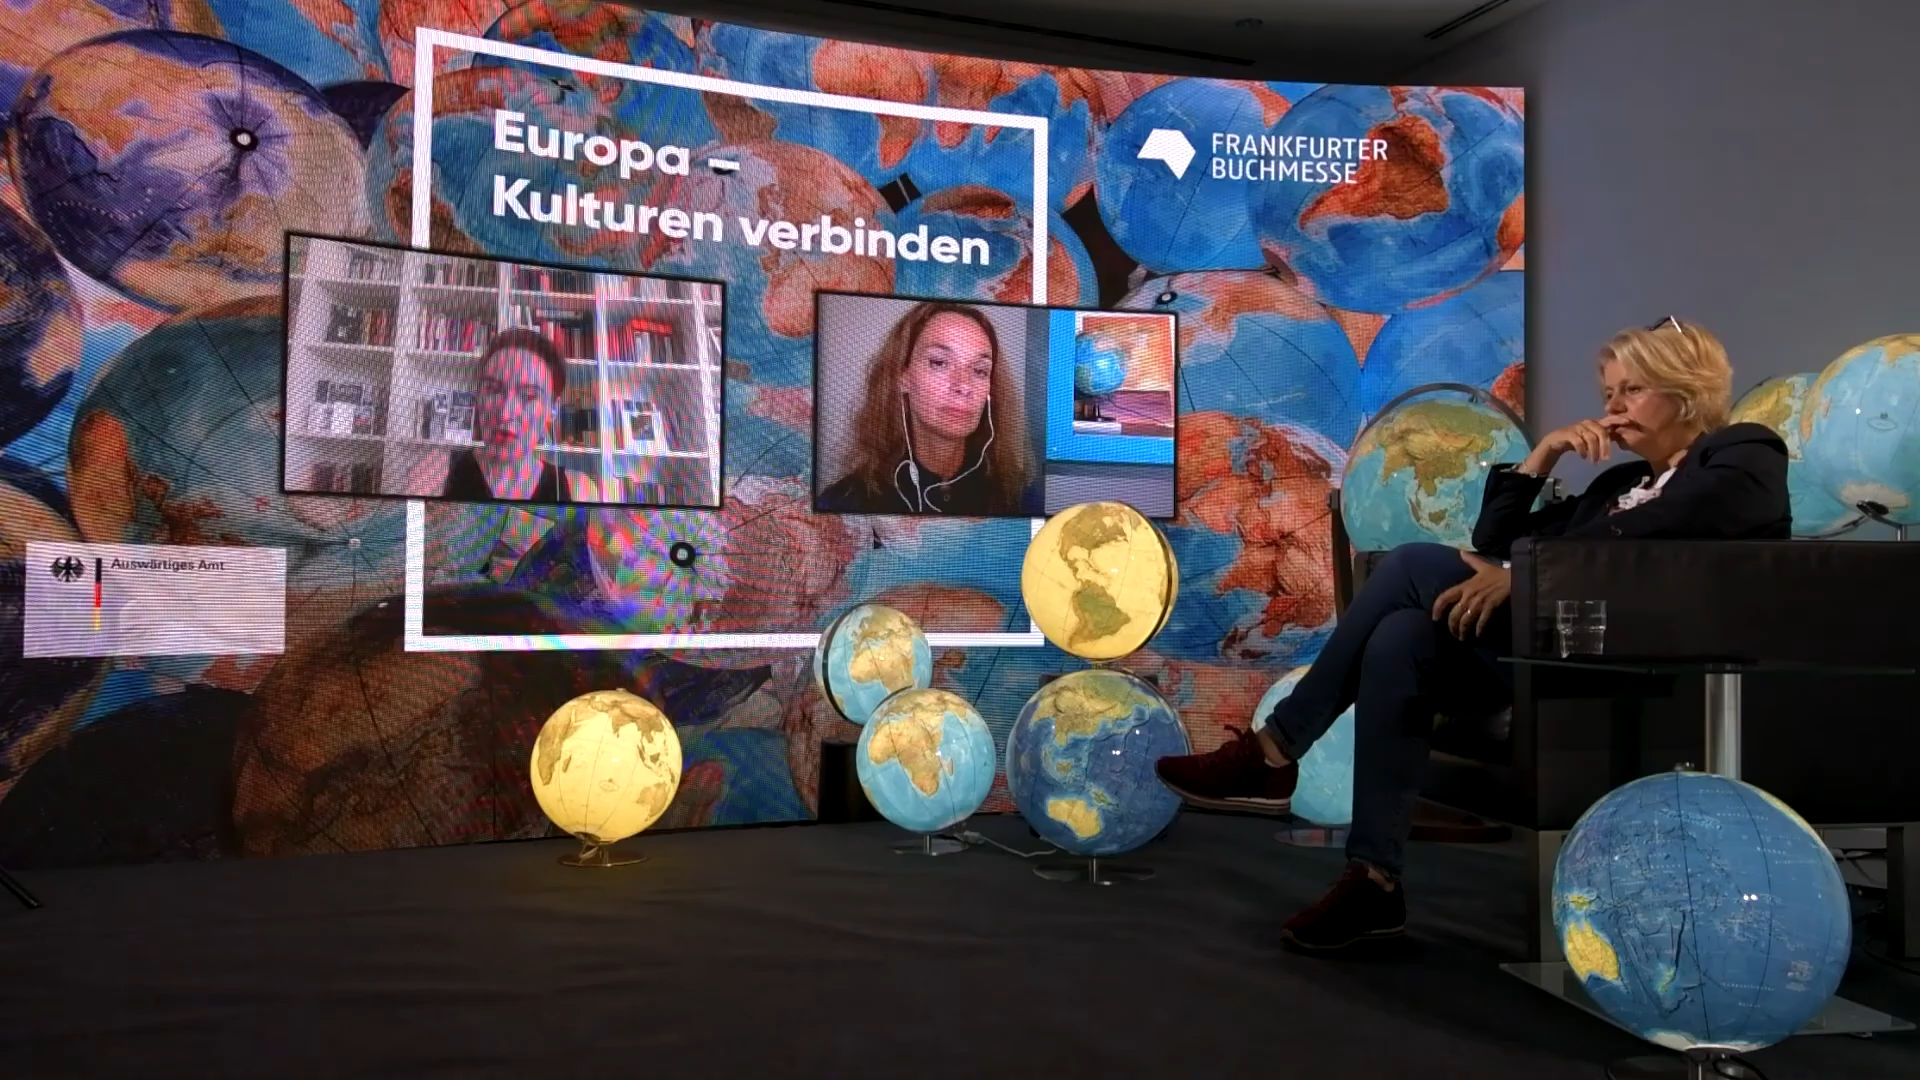 Europa –
Kulturen verbinden
FRANKFURTER
BUCHMESSE
Auswärtiges Amt